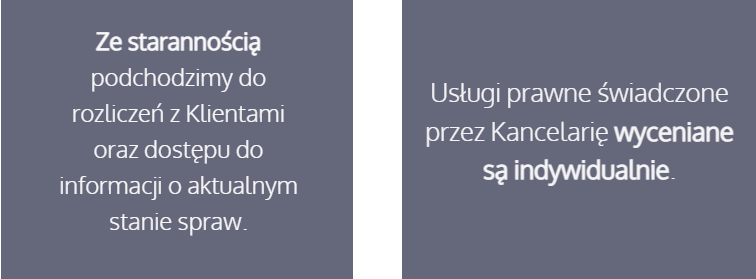 Ze starannością
podchodzimy do
rozliczeń z Klientami
oraz dostępu do
informacji o aktualnym
stanie spraw.
Usługi prawne świadczone
przez Kancelarię wyceniane
są indywidualnie.